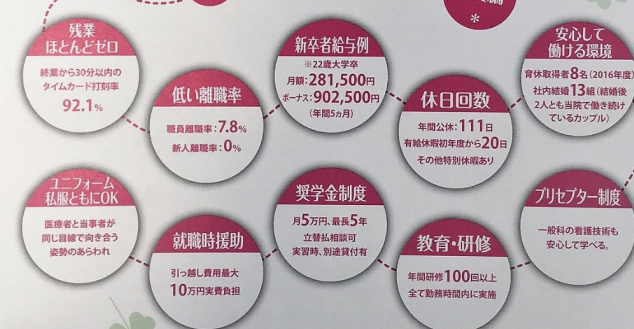 *
残業
ほとんどゼロ
終業から30分以内の
タイムカード打刻率
92.1%
低い離職率
職員離職率:7.8%
新人離職率:0%
新卒者給与例
※22歳大学卒
月額:281,500円
ボーナス:902,500円
(年間5ヵ月)
休日回数
年間公休:111日
有給休暇初年度から20日
その他特別休暇あり
安心して
働ける環境
育休取得者8名(2016年度)
社内結婚13組(結婚後
2人とも当院で働き続け
ているカップル)
ユニフォーム
私服ともにOK
医療者と当事者が
同じ目線で向き合う
姿勢のあらわれ
就職時援助
引っ越し費用最大
10万円実費負担
奨学金制度
月5万円、最長5年
立替払相談可
実習時、別途貸付有
教育・研修
年間研修100回以上
全て勤務時間内に実施
プリセプター制度
一般科の看護技術も
安心して学べる。